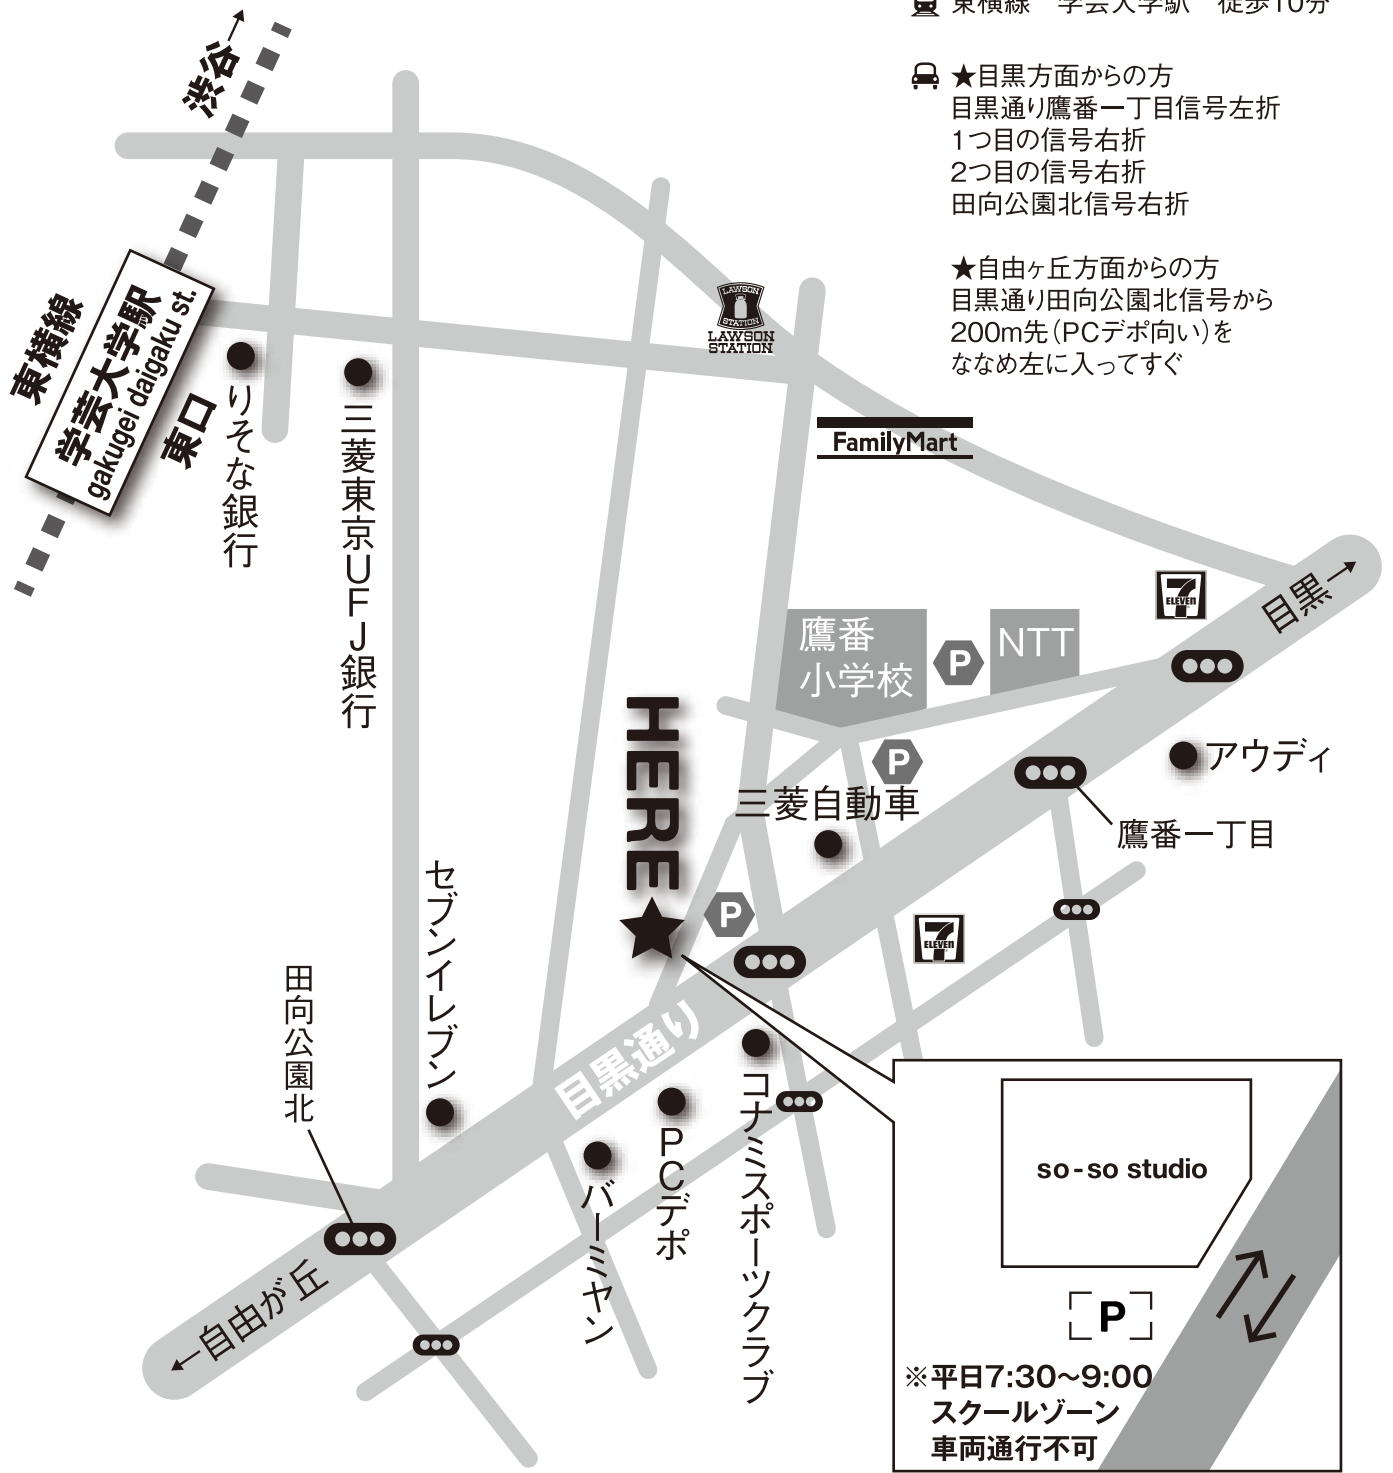 東横線　学芸大学駅　徒歩10分
★目黒方面からの方
目黒通り鷹番一丁目信号左折
1つ目の信号右折
2つ目の信号右折
田向公園北信号右折
★自由ヶ丘方面からの方
目黒通り田向公園北信号から
200m先（PCデポ向い）を
ななめ左に入ってすぐ
渋谷→
東横線
学芸大学駅
gakugei daigaku st.
東口
りそな銀行
三菱東京UFJ銀行
LAWSON
STATION
LAWSON
STATION
FamilyMart
7
ELEVEN
目黒→
鷹番
小学校
P
NTT
P
アウディ
三菱自動車
鷹番一丁目
HERE
P
7
ELEVEN
セブンイレブン
田向公園北
目黒通り
コナミスポーツクラブ
PCデポ
バーミヤン
←自由が丘
so-so studio
P
※平日7:30〜9:00
スクールゾーン
車両通行不可